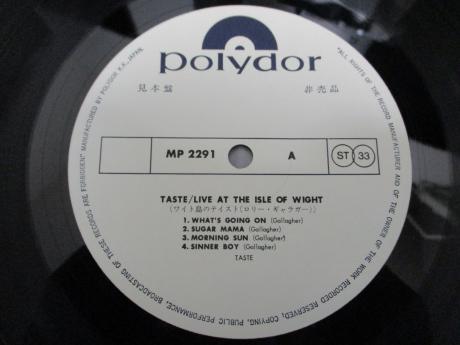 polydor
見本盤 非売品
MP 2291 A ST 33
TASTE/LIVE AT THE ISLE OF WIGHT
(ワイト島のテイスト(ロリー・ギャラガー))
1. WHAT'S GOING ON (Gallagher)
2. SUGAR MAMA (Gallagher)
3. MORNING SUN (Gallagher)
4. SINNER BOY (Gallagher)
TASTE
"ALL RIGHTS OF THE MANUFACTURER AND OF THE OWNER OF THE WORK REPRODUCED RESERVED, COPYING, PUBLIC PERFORMANCE, BROADCASTING OF THESE RECORDS ARE FORBIDDEN" MANUFACTURED BY POLYDOR K.K., JAPAN.